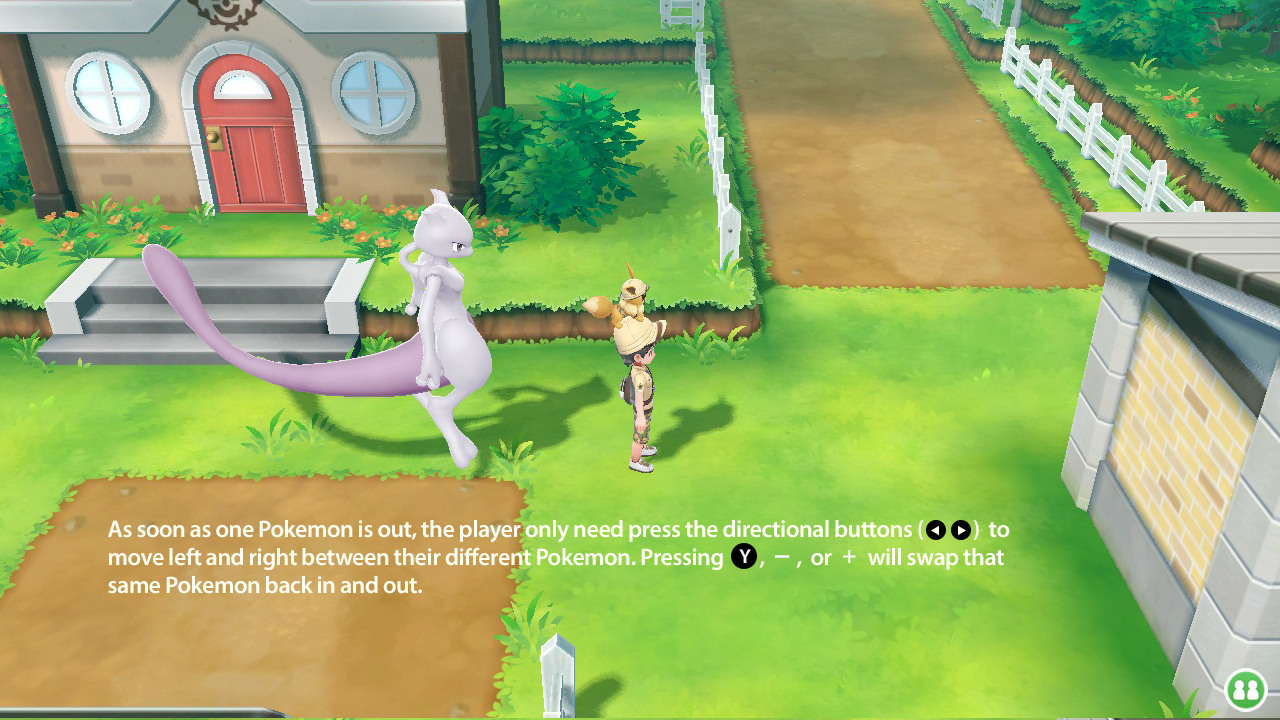 As soon as one Pokemon is out, the player only need press the directional buttons (◀ ▶) to
move left and right between their different Pokemon. Pressing Y, −, or + will swap that
same Pokemon back in and out.